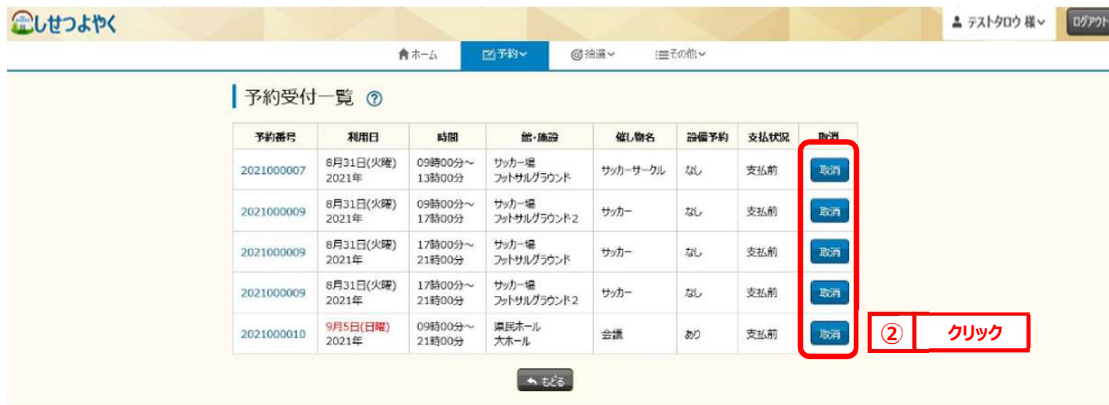 しせつよやく
テストタロウ 様
ログアウト
ホーム 予約 抽選 その他
予約受付一覧 ?
予約番号 利用日 時間 館・施設 催し物名 設備予約 支払状況 取消
2021000007 8月31日(火曜) 09時00分～ サッカー場 サッカーサークル なし 支払前 取消
2021年 13時00分 フットサルグラウンド
2021000009 8月31日(火曜) 09時00分～ サッカー場 サッカー なし 支払前 取消
2021年 17時00分 フットサルグラウンド2
2021000009 8月31日(火曜) 17時00分～ サッカー場 サッカー なし 支払前 取消
2021年 21時00分 フットサルグラウンド
2021000009 8月31日(火曜) 17時00分～ サッカー場 サッカー なし 支払前 取消
2021年 21時00分 フットサルグラウンド2
2021000010 9月5日(日曜) 09時00分～ 県民ホール 会議 あり 支払前 取消
2021年 21時00分 大ホール
② クリック
もどる